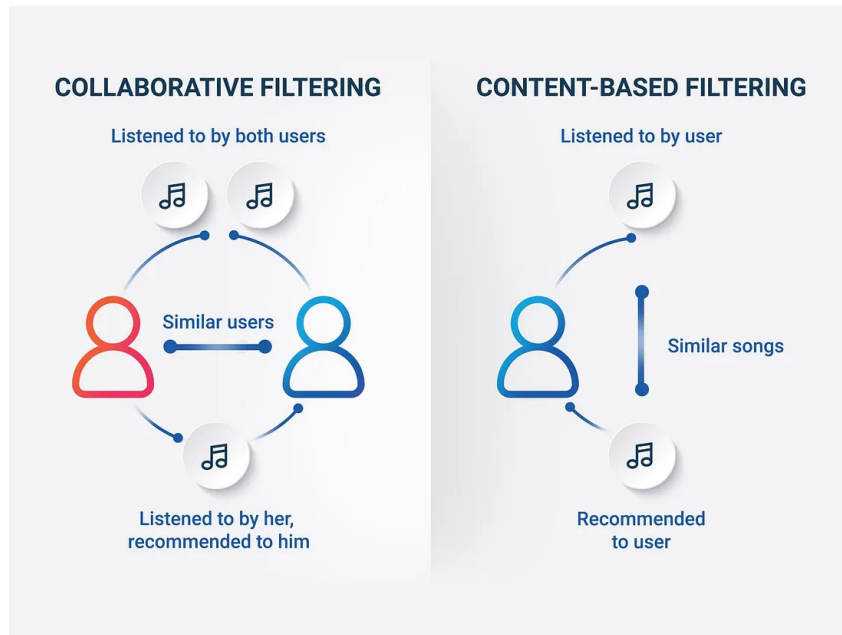 COLLABORATIVE FILTERING
Listened to by both users
Similar users
Listened to by her,
recommended to him
CONTENT-BASED FILTERING
Listened to by user
Similar songs
Recommended
to user